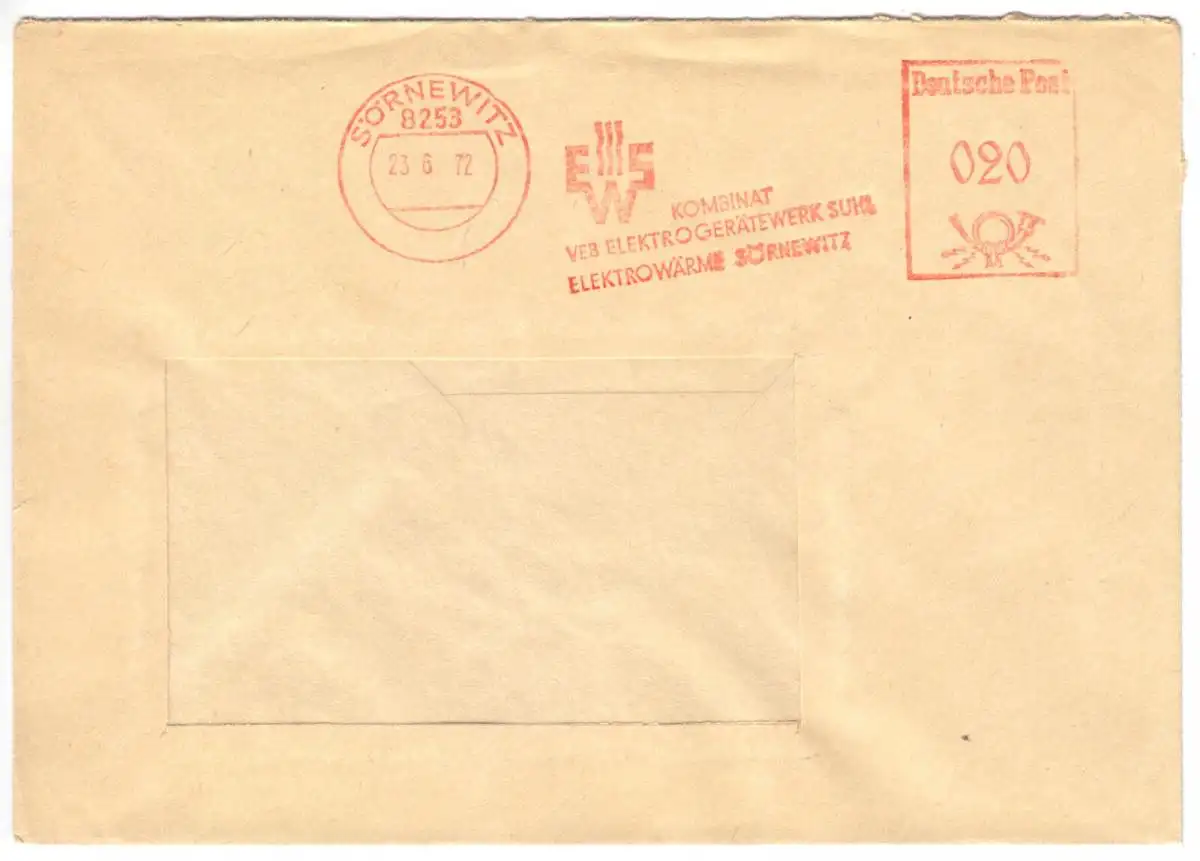 SÖRNEWITZ
8253
23 6 72
EWS
KOMBINAT
VEB ELEKTROGERÄTEWERK SUHL
ELEKTROWÄRME SÖRNEWITZ
Deutsche Post
020